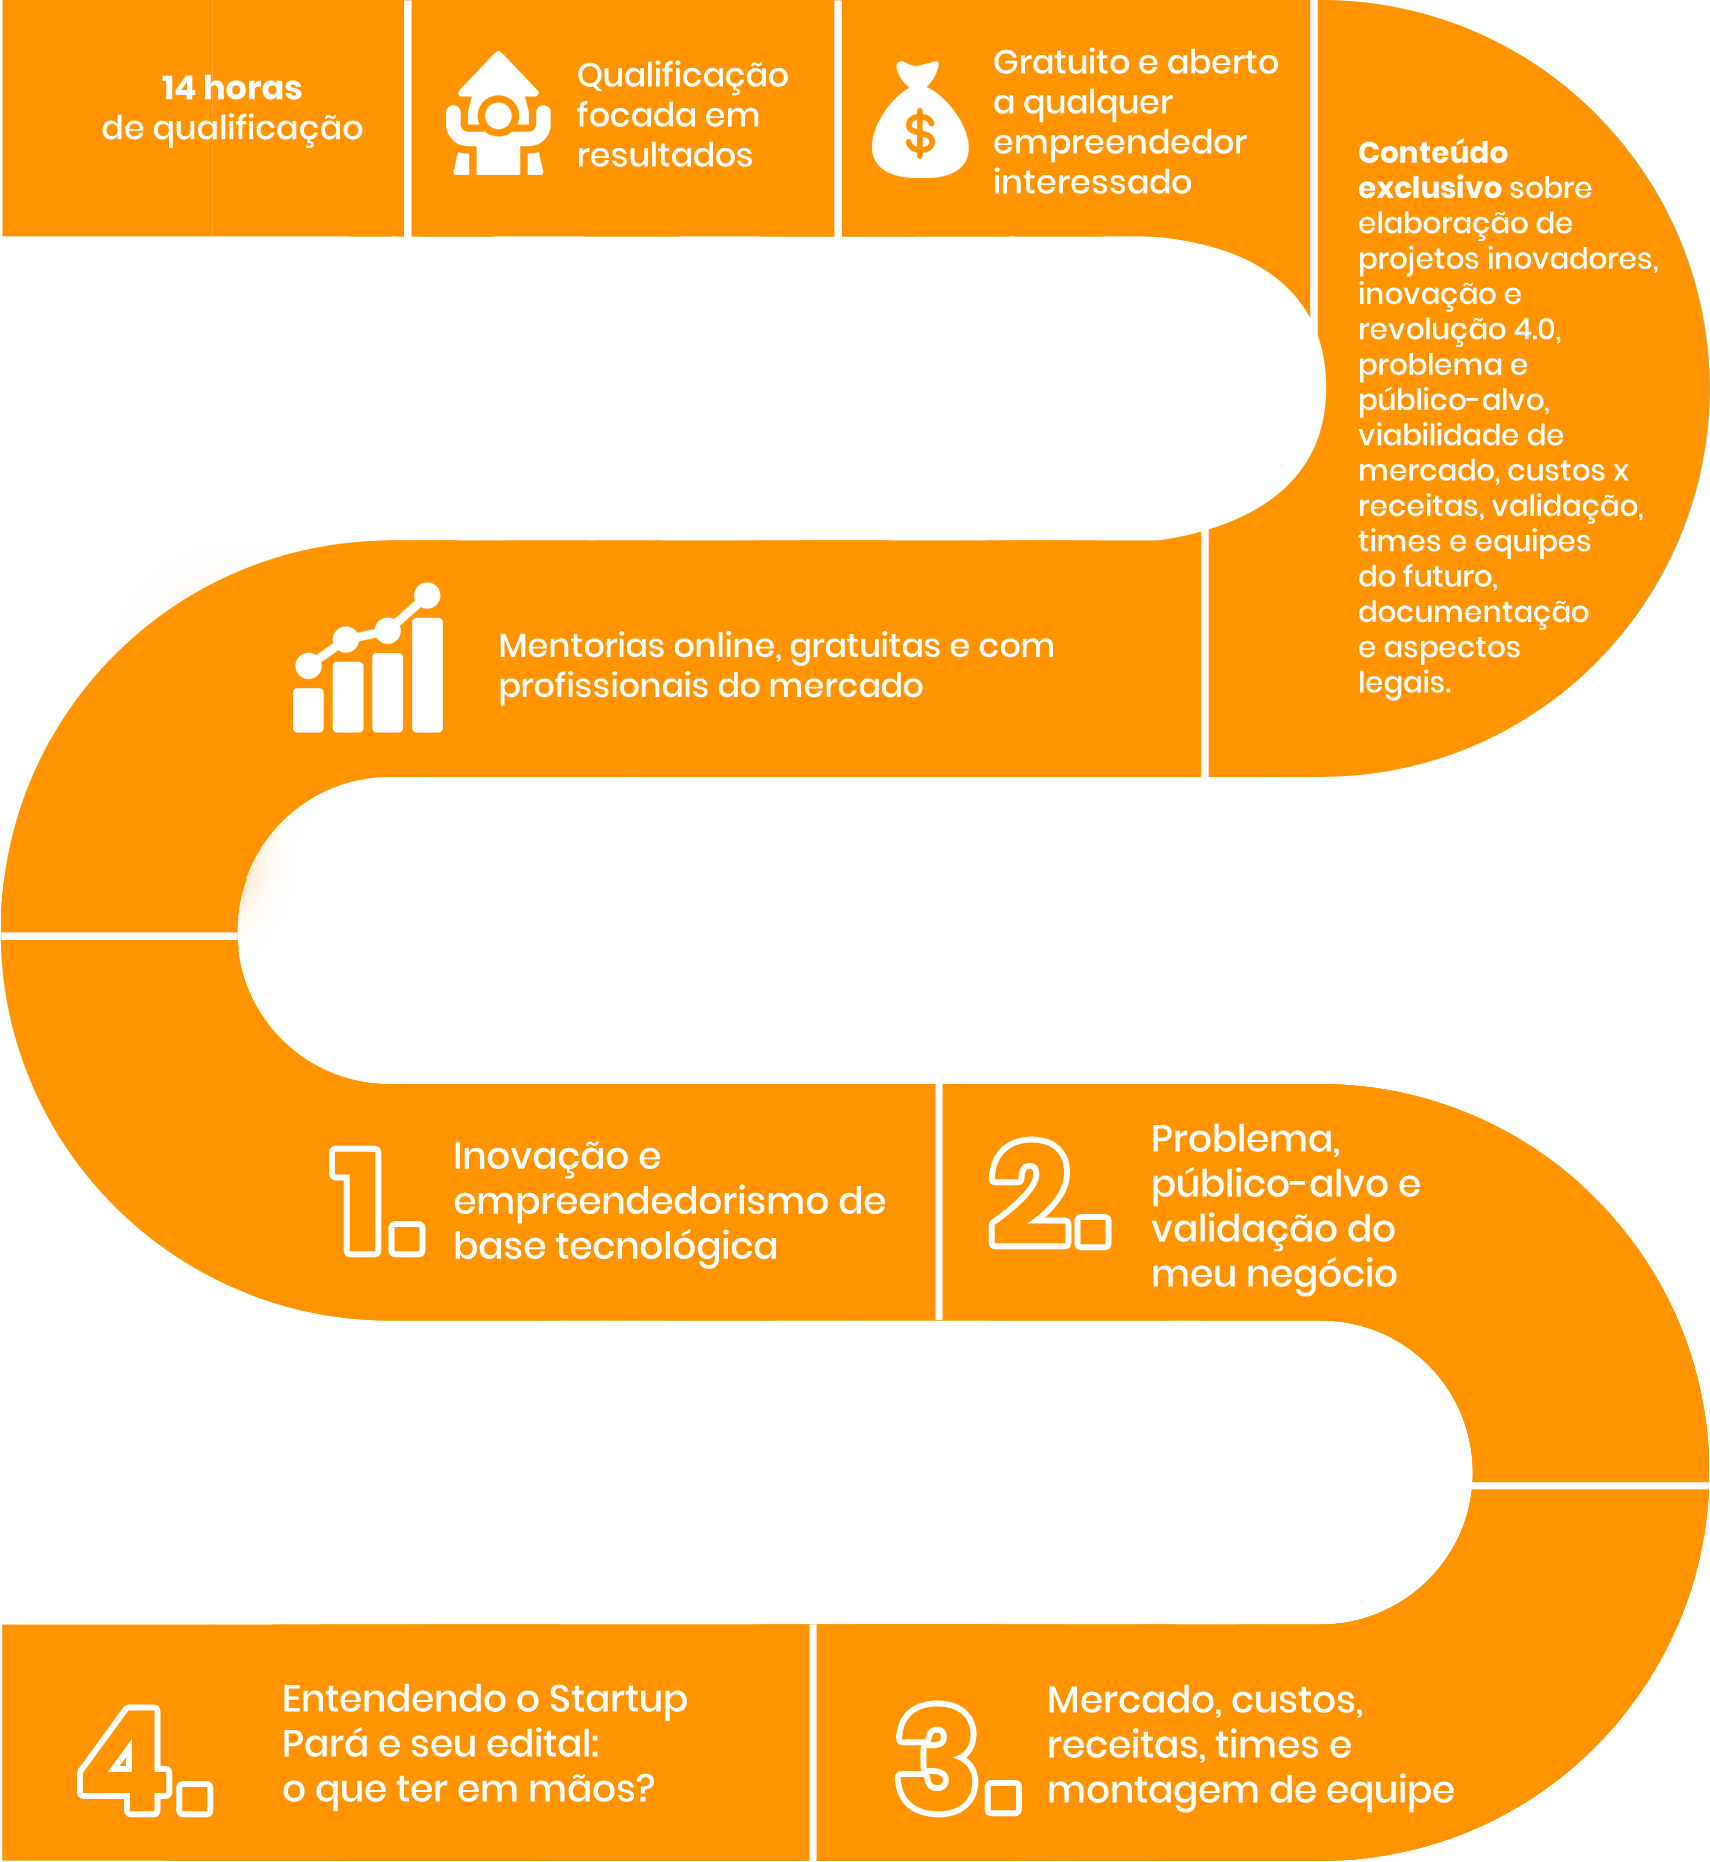 14 horas
de qualificação
Qualificação
focada em
resultados
$
Gratuito e aberto
a qualquer
empreendedor
interessado
Conteúdo
exclusivo sobre
elaboração de
projetos inovadores,
inovação e
revolução 4.0,
problema e
público-alvo,
viabilidade de
mercado, custos x
receitas, validação,
times e equipes
do futuro,
documentação
e aspectos
legais.
Mentorias online, gratuitas e com
profissionais do mercado
1.
Inovação e
empreendedorismo de
base tecnológica
2.
Problema,
público-alvo e
validação do
meu negócio
3.
Mercado, custos,
receitas, times e
montagem de equipe
4.
Entendendo o Startup
Pará e seu edital:
o que ter em mãos?